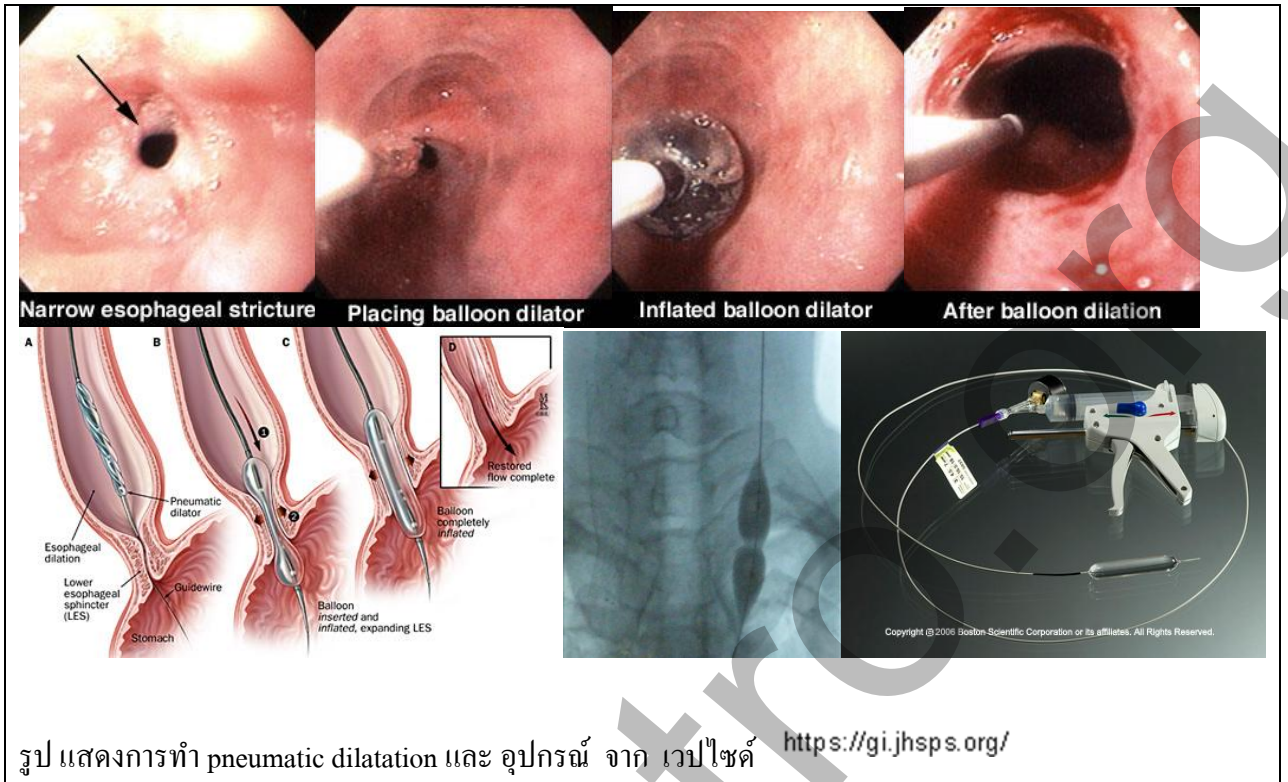 Narrow esophageal stricture
Placing balloon dilator
Inflated balloon dilator
After balloon dilation
A
B
C
D
Restored
flow complete
Pneumatic
dilator
Esophageal
dilation
Lower
esophageal
sphincter
(LES)
Guidewire
Stomach
1
2
Balloon
inserted and
inflated, expanding LES
Balloon
completely
inflated
Copyright @ 2006 Boston Scientific Corporation or its affiliates. All Rights Reserved.
รูป แสดงการทำ pneumatic dilatation และ อุปกรณ์ จาก เวปไซด์ https://gi.jhsps.org/
tro.org